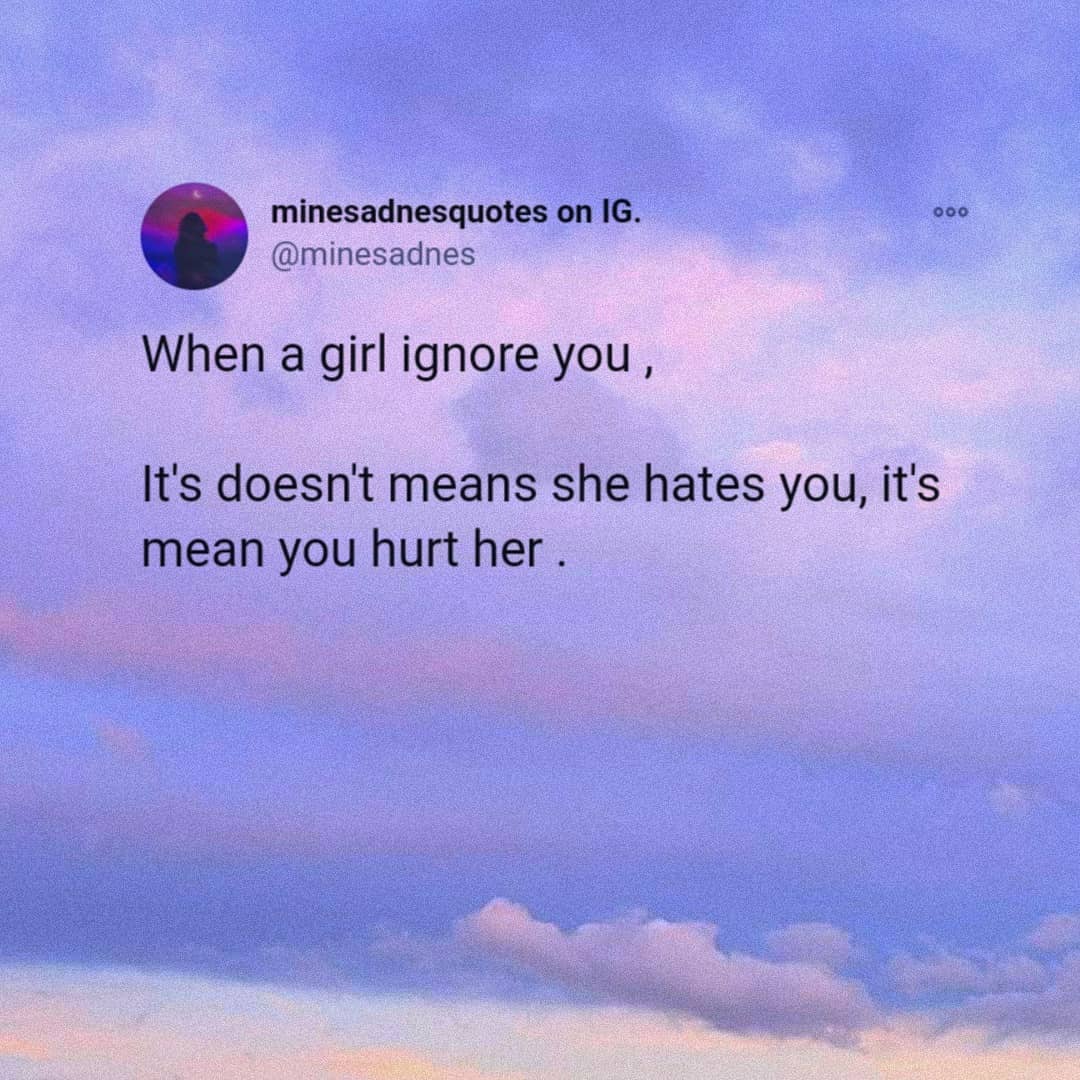 minesadnesquotes on IG.
@minesadnes
When a girl ignore you ,
It's doesn't means she hates you, it's
mean you hurt her .